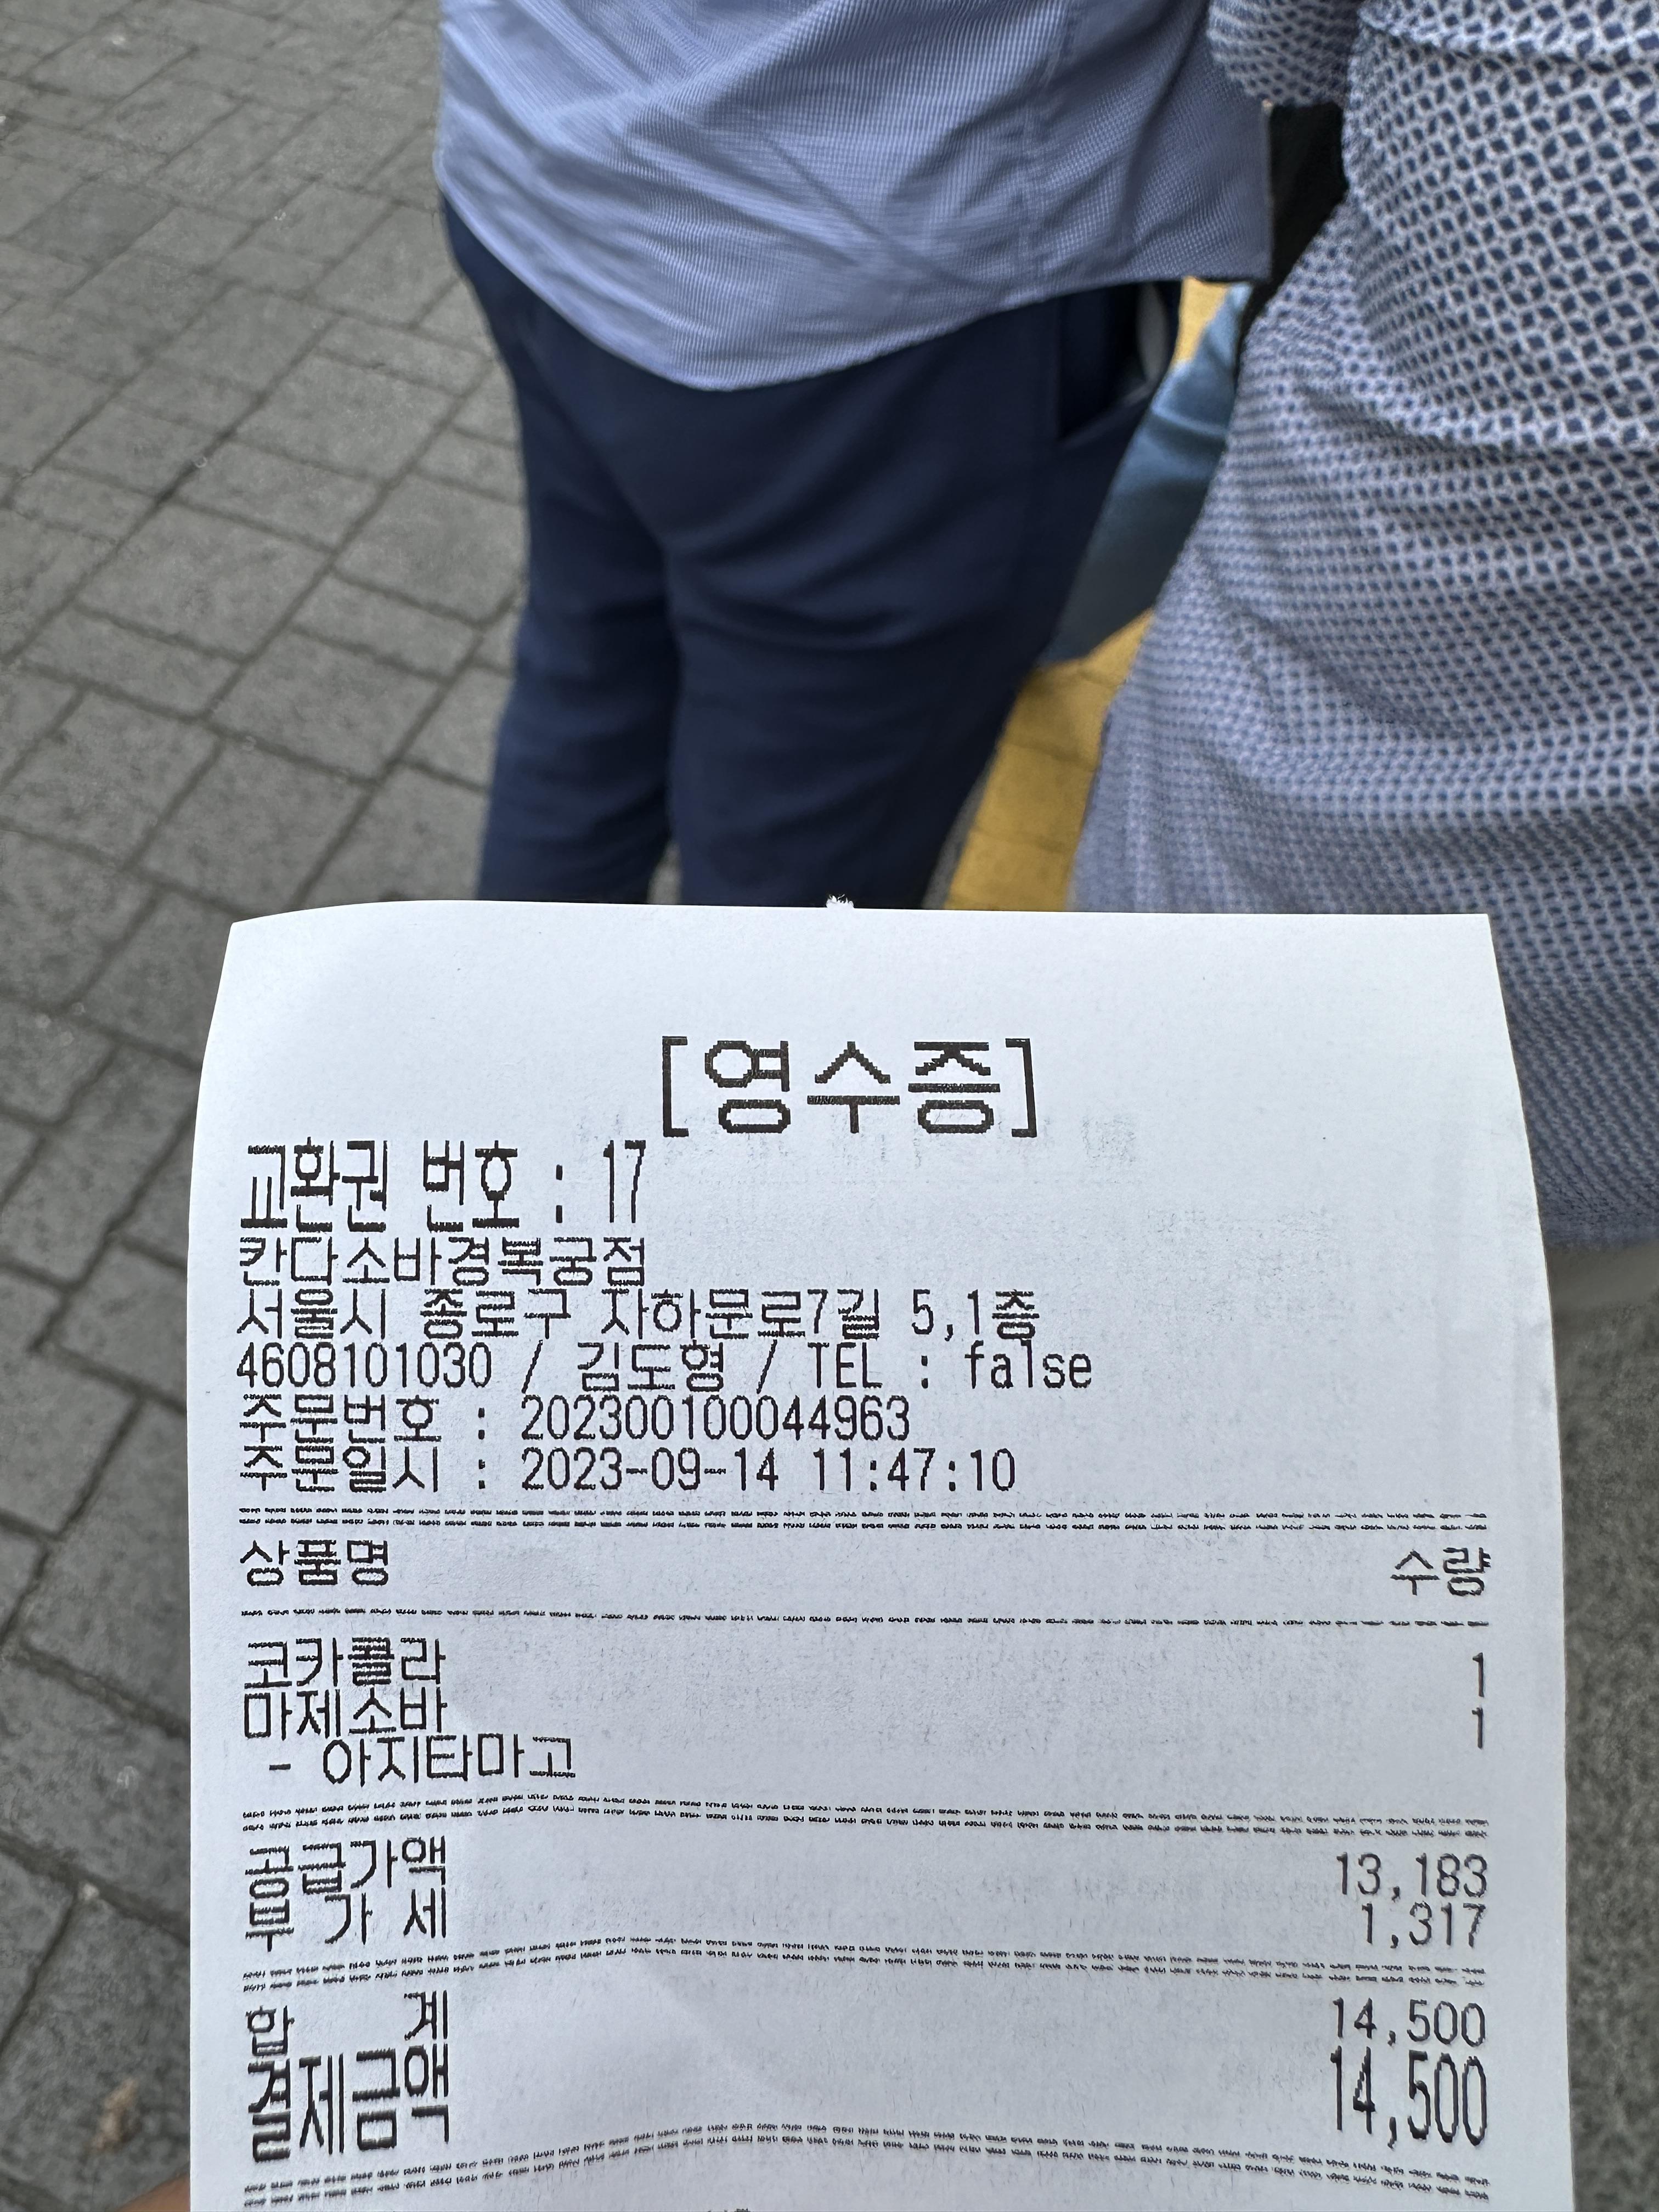 [영수증]
교환권 번호 : 17
칸다소바경복궁점
서울시 종로구 자하문로7길 5,1층
4608101030 / 김도형 / TEL : false
주문번호 : 202300100044963
주문일시 : 2023-09-14 11:47:10
상품명 수량
코카콜라 1
마제소바 1
- 아지타마고
공급가액 13,183
부 가 세 1,317
합 계 14,500
결제금액 14,500